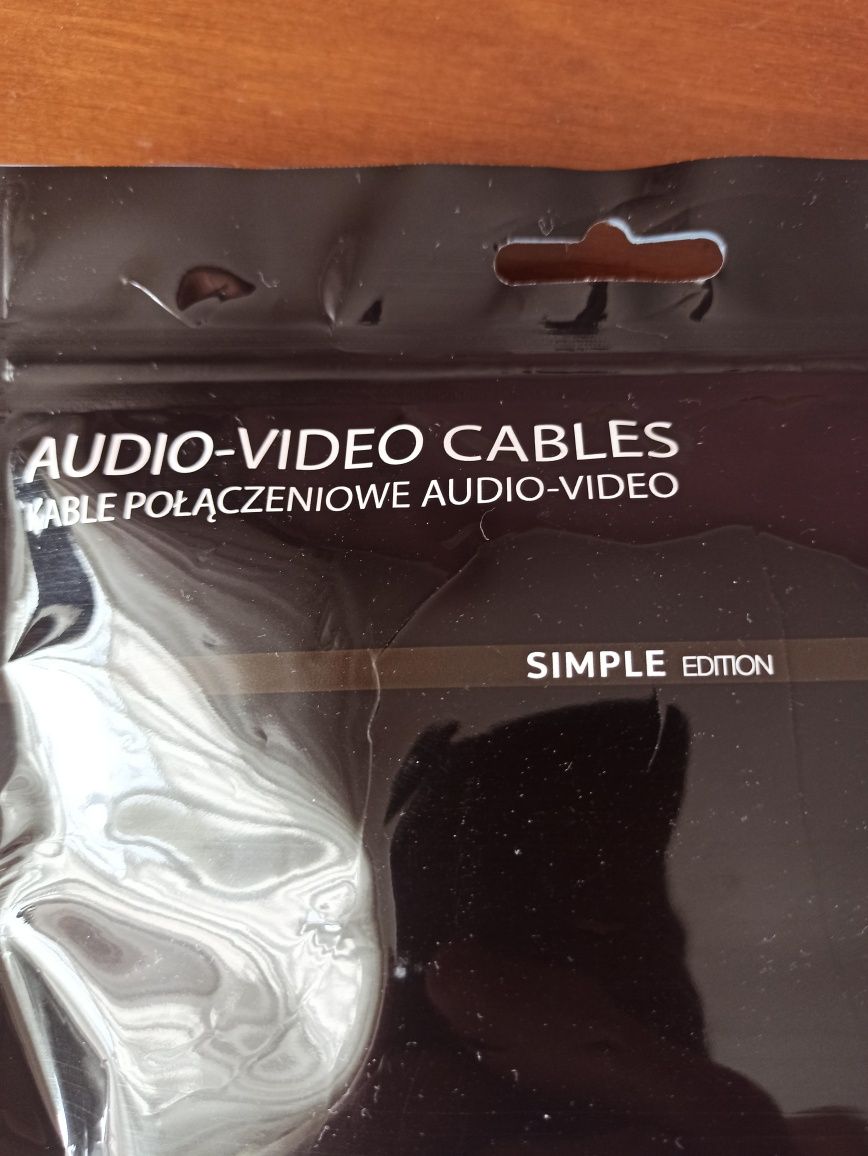 AUDIO-VIDEO CABLES
KABLE POŁĄCZENIOWE AUDIO-VIDEO
SIMPLE EDITION